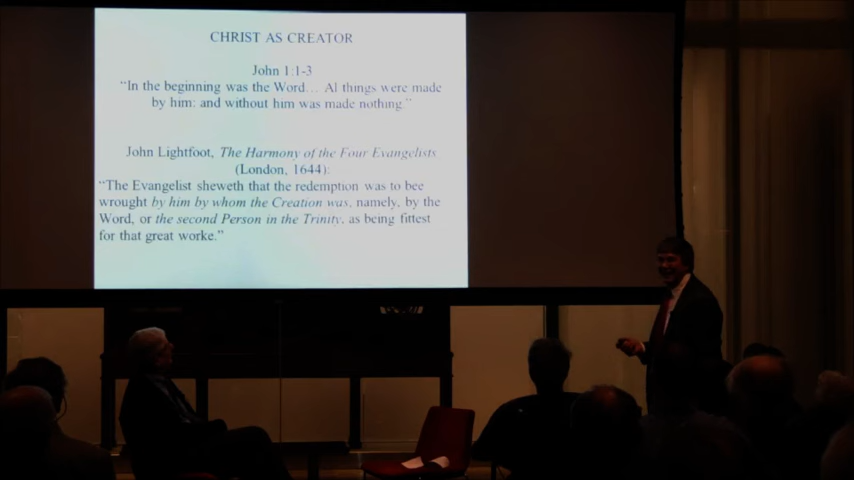 CHRIST AS CREATOR
John 1:1-3
“In the beginning was the Word... Al things were made
by him: and without him was made nothing.”
John Lightfoot, The Harmony of the Four Evangelists
(London, 1644):
“The Evangelist sheweth that the redemption was to bee
wrought by him by whom the Creation was, namely, by the
Word, or the second Person in the Trinity, as being fittest
for that great worke.”